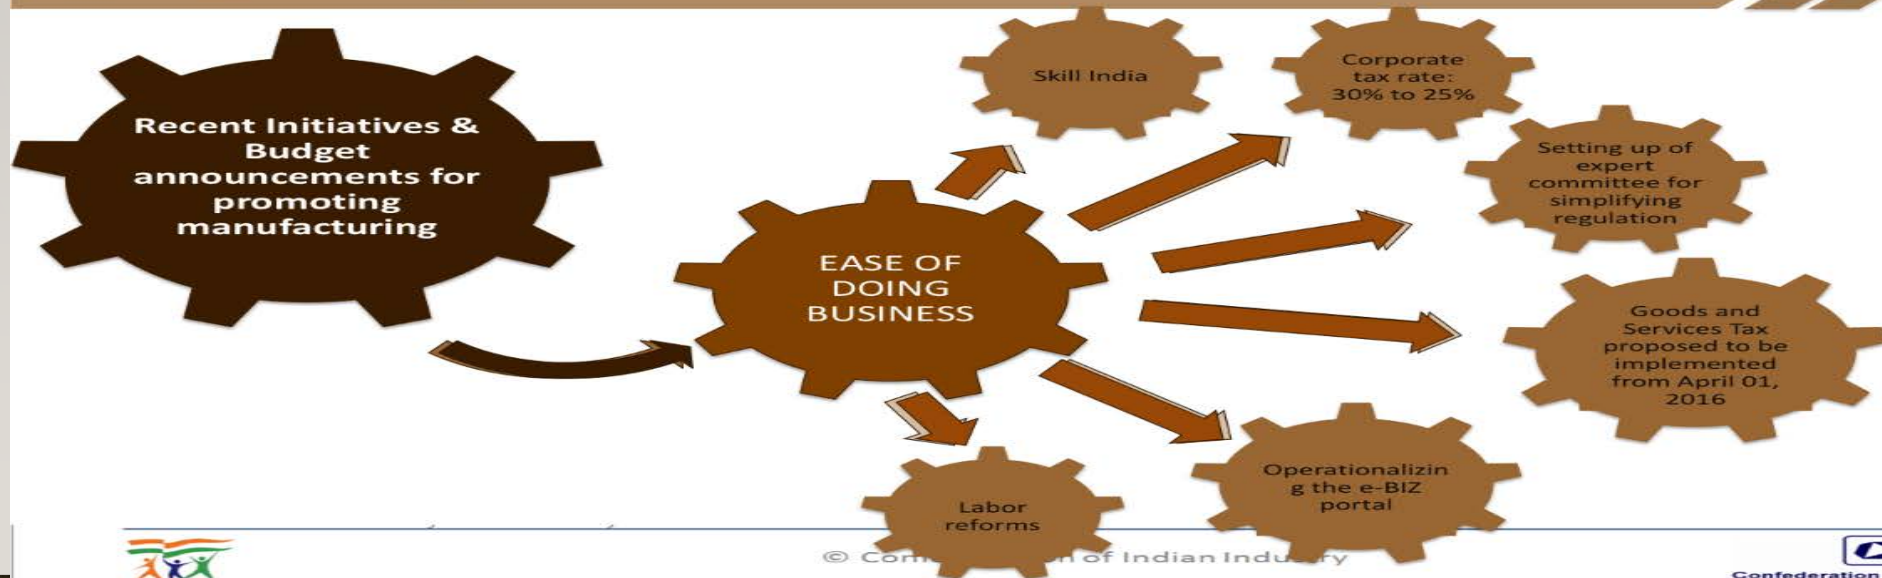 Recent Initiatives &
Budget
announcements for
promoting
manufacturing
EASE OF
DOING
BUSINESS
Skill India
Corporate
tax rate:
30% to 25%
Setting up of
expert
committee for
simplifying
regulation
Goods and
Services Tax
proposed to be
implemented
from April 01,
2016
Operationalizin
g the e-BIZ
portal
Labor
reforms
© of Indian
Confederation